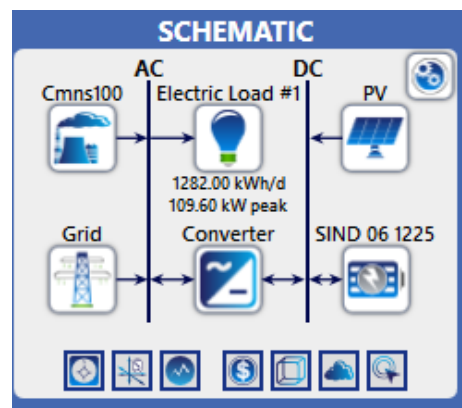 SCHEMATIC
AC DC
Cmns100 Electric Load #1 PV
1282.00 kWh/d
109.60 kW peak
Grid Converter SIND 06 1225